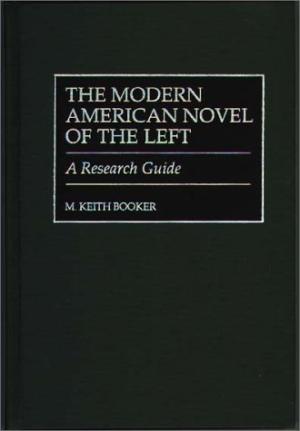 THE MODERN
AMERICAN NOVEL
OF THE LEFT
A Research Guide
M. KEITH BOOKER